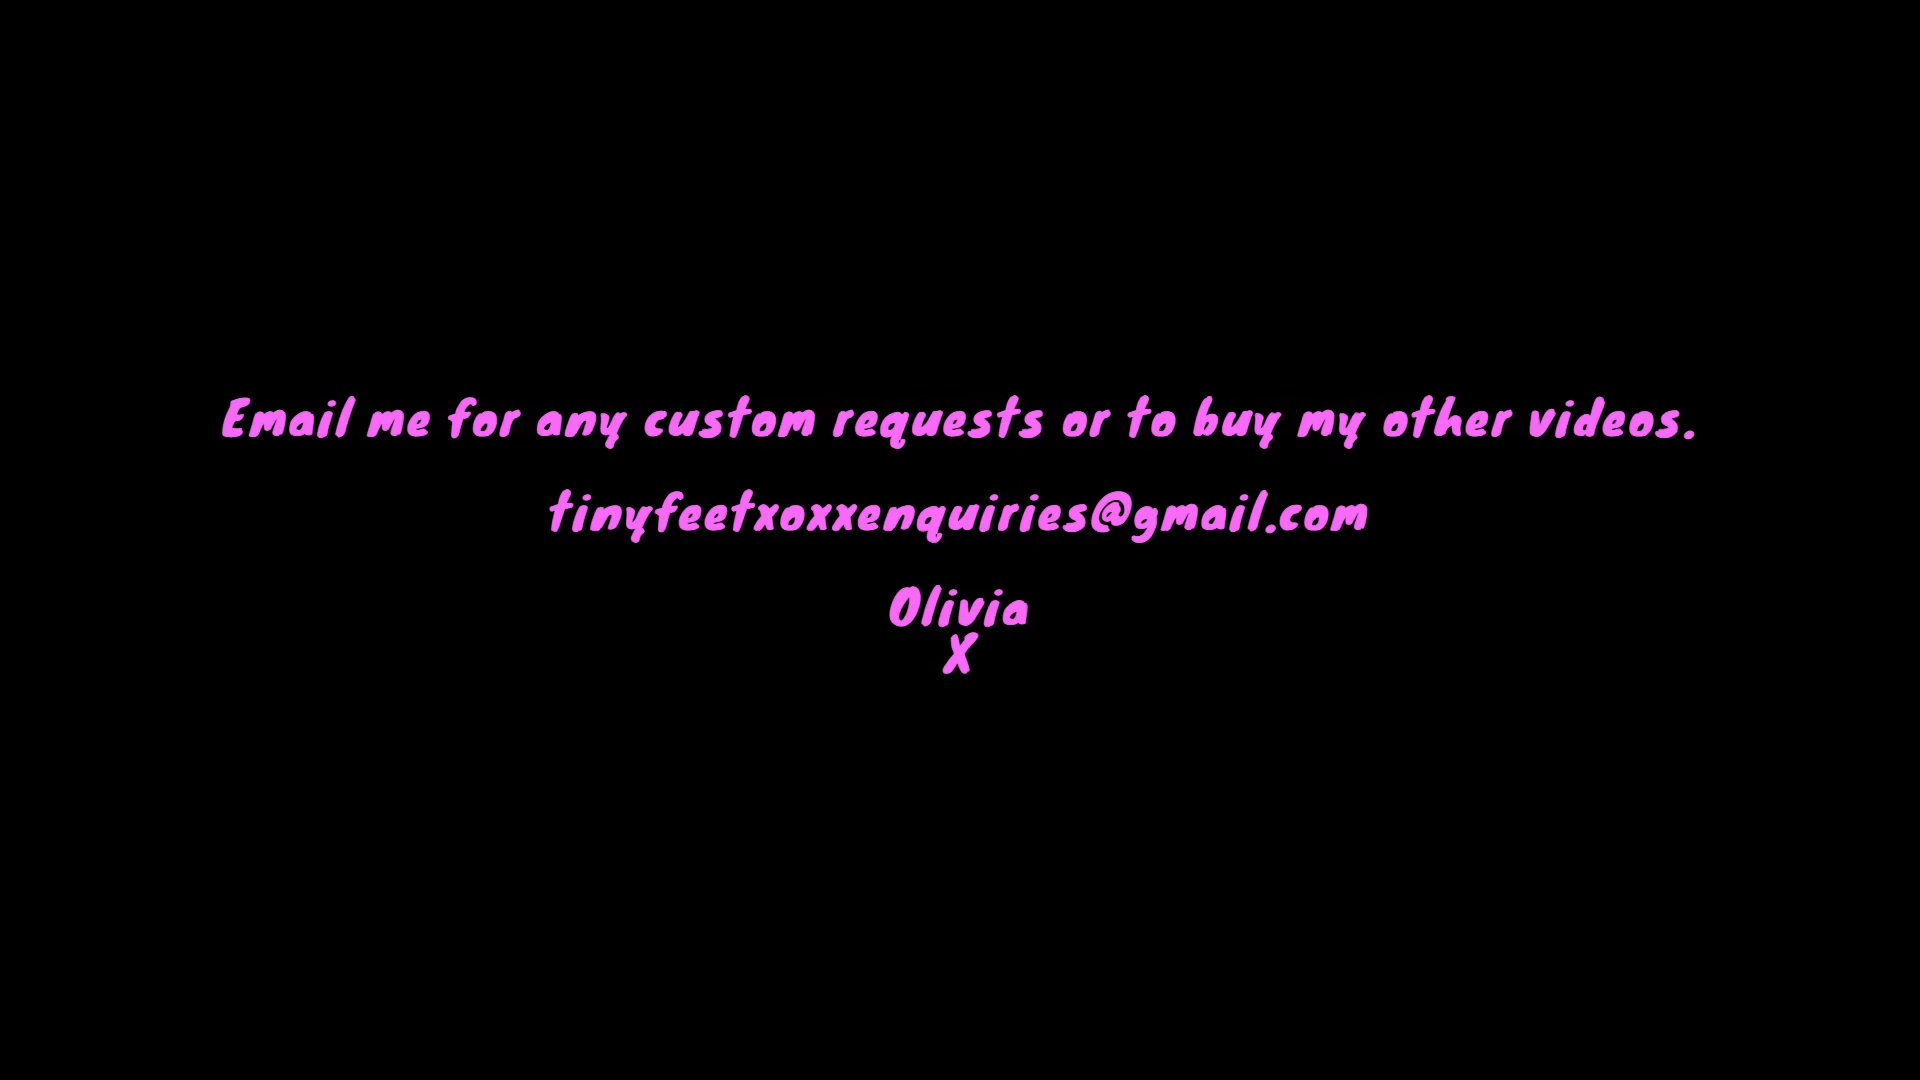 Email me for any custom requests or to buy my other videos.
tinyfeetxoxxenquiries@gmail.com
Olivia
X